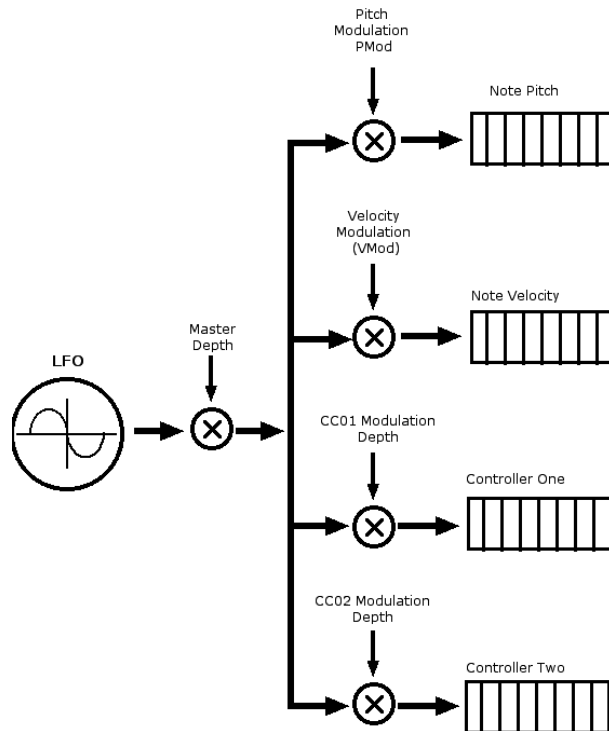 Pitch
Modulation
PMod
Note Pitch
Velocity
Modulation
(VMod)
Note Velocity
Master
Depth
LFO
CC01 Modulation
Depth
Controller One
CC02 Modulation
Depth
Controller Two